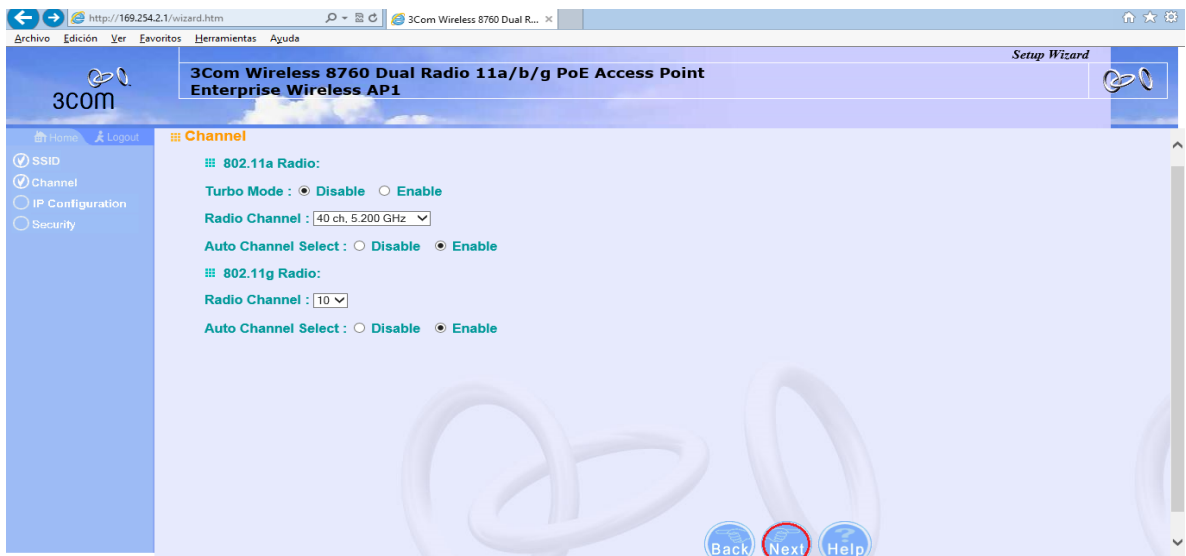 http://169.254.2.1/wizard.htm
3Com Wireless 8760 Dual R...
Archivo Edición Ver Favoritos Herramientas Ayuda
Setup Wizard
3Com Wireless 8760 Dual Radio 11a/b/g PoE Access Point
Enterprise Wireless AP1
3com
Home Logout
SSID
Channel
IP Configuration
Security
Channel
802.11a Radio:
Turbo Mode : Disable Enable
Radio Channel : 40 ch, 5.200 GHz
Auto Channel Select : Disable Enable
802.11g Radio:
Radio Channel : 10
Auto Channel Select : Disable Enable
Back Next Help